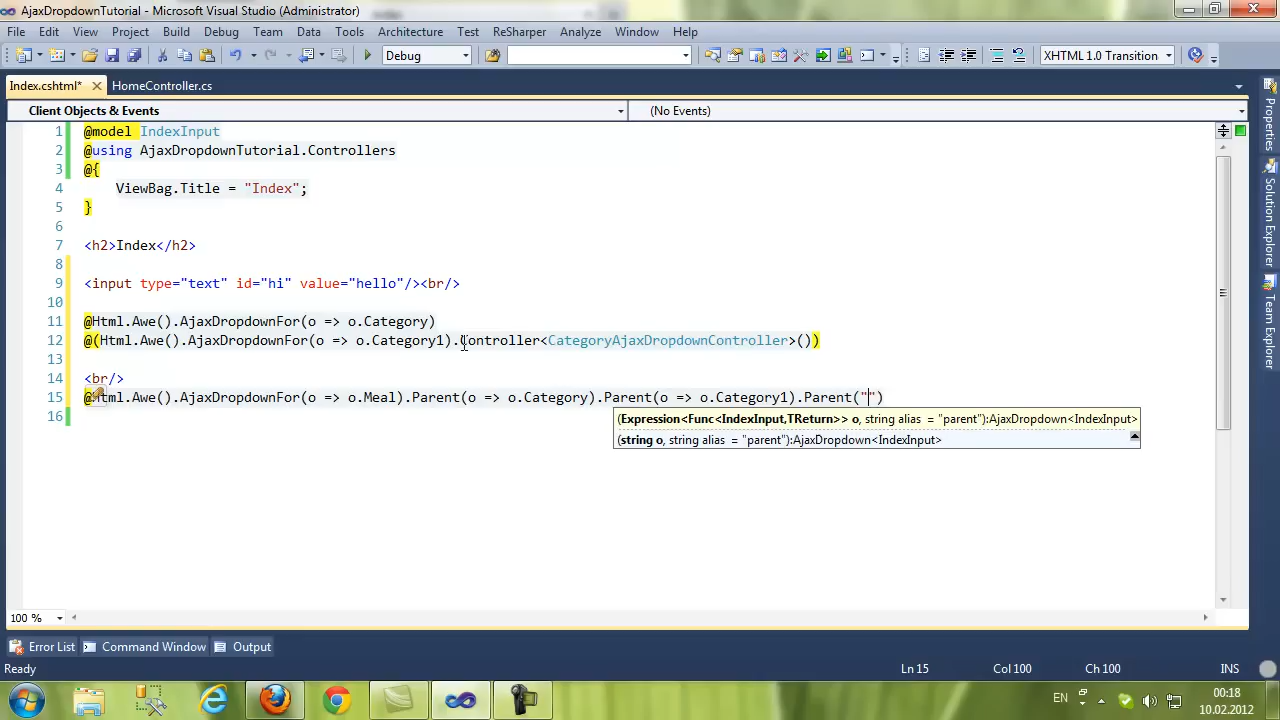 AjaxDropdownTutorial - Microsoft Visual Studio (Administrator)
File Edit View Project Build Debug Team Data Tools Architecture Test ReSharper Analyze Window Help
Debug XHTML 1.0 Transition
Index.cshtml* HomeController.cs
Client Objects & Events (No Events)
1 @model IndexInput
2 @using AjaxDropdownTutorial.Controllers
3 @{
4 ViewBag.Title = "Index";
5 }
6
7 <h2>Index</h2>
8
9 <input type="text" id="hi" value="hello"/><br/>
10
11 @Html.Awe().AjaxDropdownFor(o => o.Category)
12 @(Html.Awe().AjaxDropdownFor(o => o.Category1).Controller<CategoryAjaxDropdownController>())
13
14 <br/>
15 @Html.Awe().AjaxDropdownFor(o => o.Meal).Parent(o => o.Category).Parent(o => o.Category1).Parent("")
16
(Expression<Func<IndexInput,TReturn>> o, string alias = "parent"):AjaxDropdown<IndexInput>
(string o, string alias = "parent"):AjaxDropdown<IndexInput>
Properties
Solution Explorer
Team Explorer
100 %
Error List Command Window Output
Ready Ln 15 Col 100 Ch 100 INS
EN 00:18
10.02.2012